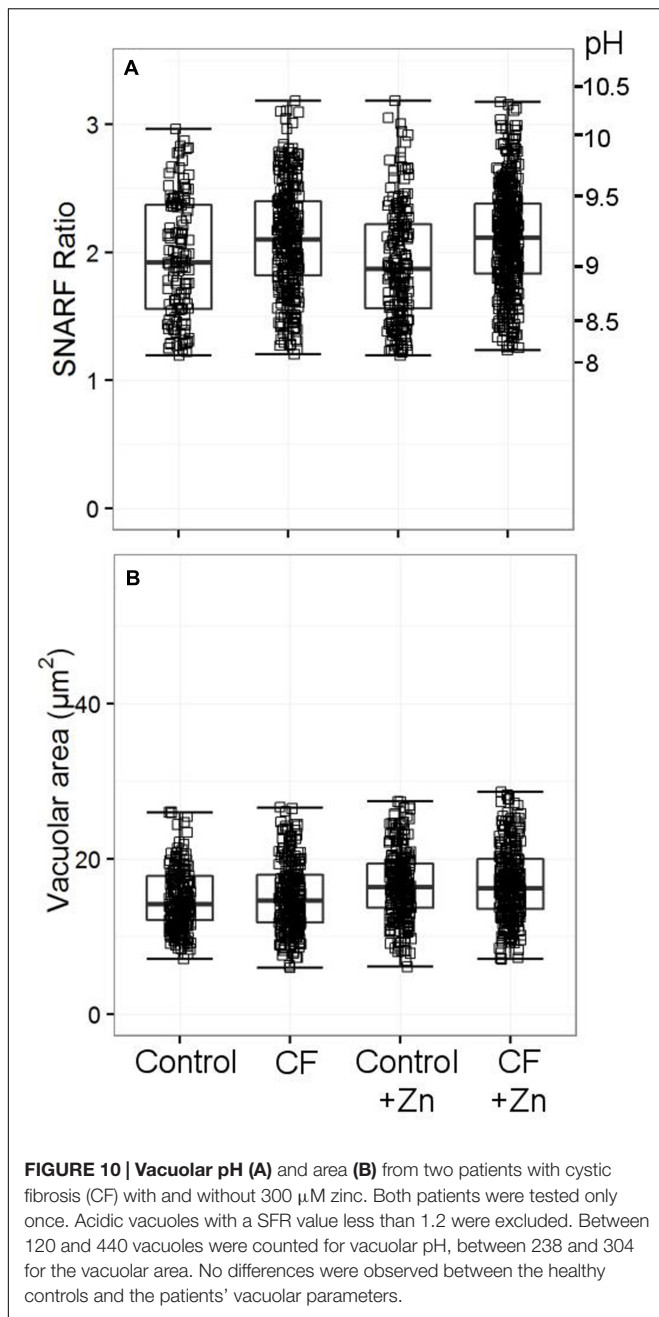 A
pH
10.5
10
9.5
9
8.5
8
SNARF Ratio
3
2
1
0
B
Vacuolar area (μm²)
40
20
0
Control CF Control +Zn CF +Zn
FIGURE 10 | Vacuolar pH (A) and area (B) from two patients with cystic
fibrosis (CF) with and without 300 μM zinc. Both patients were tested only
once. Acidic vacuoles with a SFR value less than 1.2 were excluded. Between
120 and 440 vacuoles were counted for vacuolar pH, between 238 and 304
for the vacuolar area. No differences were observed between the healthy
controls and the patients’ vacuolar parameters.